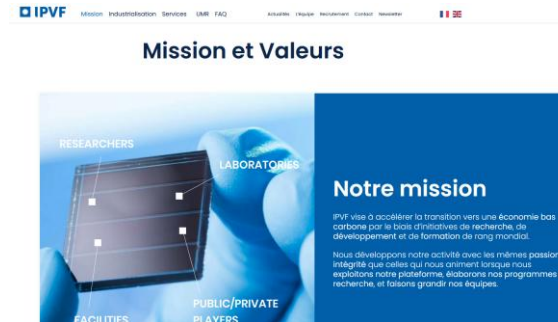 IPVF Mission Industrialisation Services UMR FAQ Actualités L'équipe Recrutement Contact Newsletter
Mission et Valeurs
RESEARCHERS
LABORATORIES
FACILITIES
PUBLIC/PRIVATE
PLAYERS
Notre mission
IPVF vise à accélérer la transition vers une économie bas
carbone par le biais d'initiatives de recherche, de
développement et de formation de rang mondial.
Nous développons notre activité avec les mêmes passion
intégrité que celles qui nous animent lorsque nous
exploitons notre plateforme, élaborons nos programmes
recherche, et faisons grandir nos équipes.